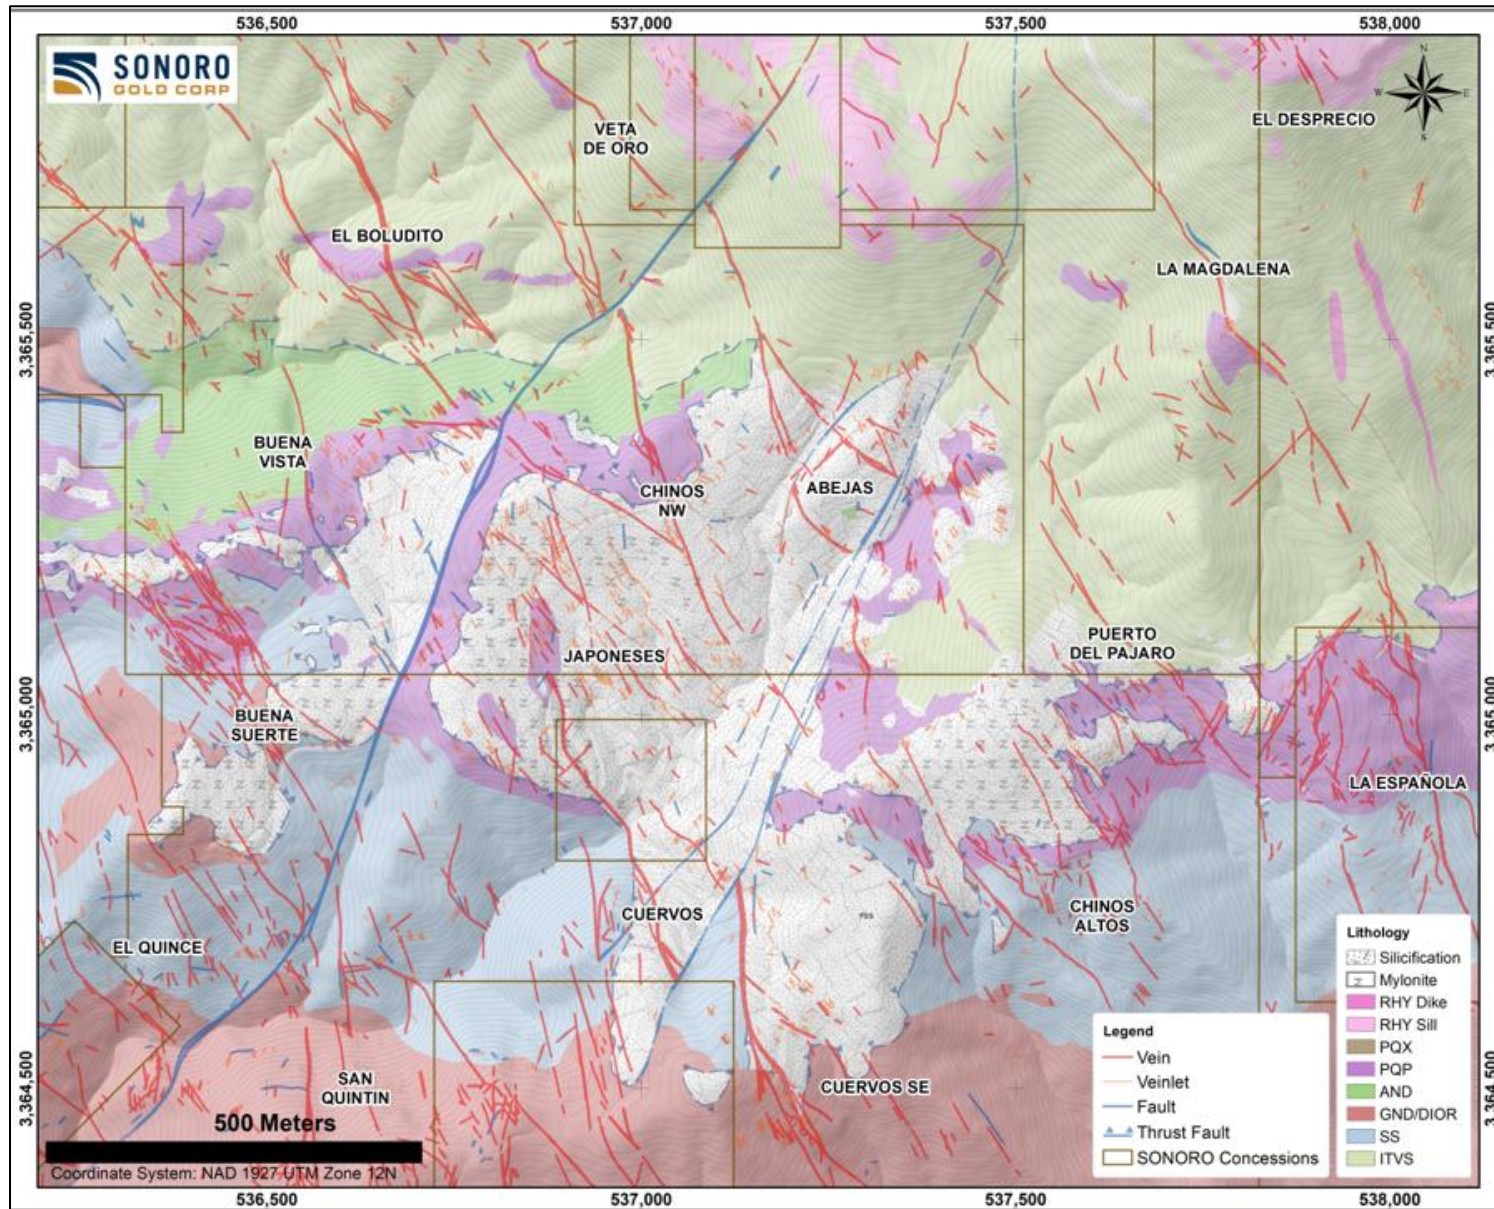 536,500
537,000
537,500
538,000
SONORO
GOLD CORP
N
W
E
S
VETA
DE ORO
EL DESPRECIO
EL BOLUDITO
LA MAGDALENA
3,365,500
3,365,500
BUENA
VISTA
CHINOS
NW
ABEJAS
JAPONESES
PUERTO
DEL PAJARO
3,365,000
3,365,000
BUENA
SUERTE
LA ESPAÑOLA
CUERVOS
CHINOS
ALTOS
EL QUINCE
Lithology
Silicification
Mylonite
RHY Dike
RHY Sill
PQX
PQP
AND
GND/DIOR
SS
ITVS
Legend
Vein
Veinlet
Fault
Thrust Fault
SONORO Concessions
SAN
QUINTIN
CUERVOS SE
3,364,500
3,364,500
500 Meters
Coordinate System: NAD 1927 UTM Zone 12N
536,500
537,000
537,500
538,000